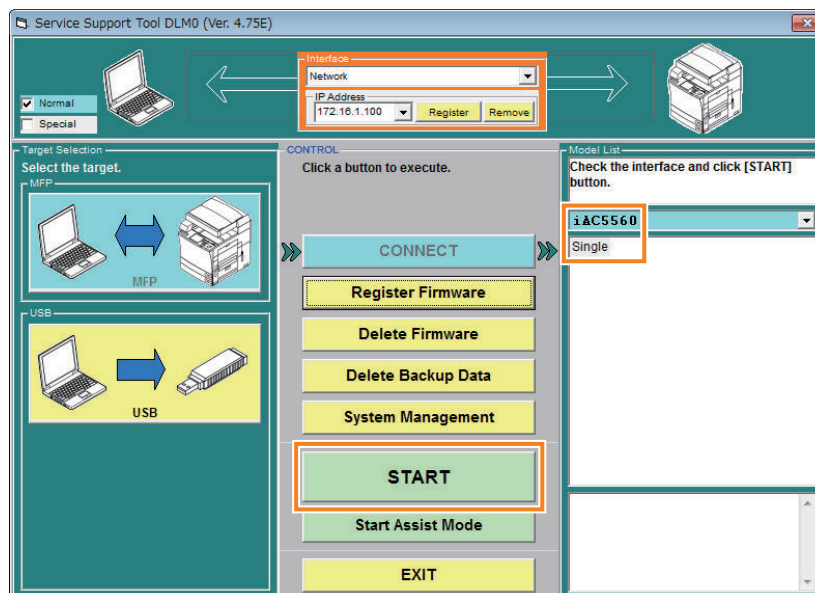 Service Support Tool DLM0 (Ver. 4.75E)
Interface
Network
IP Address
172.16.1.100
Register
Remove
Normal
Special
Target Selection
Select the target.
MFP
MFP
USB
USB
CONTROL
Click a button to execute.
CONNECT
Register Firmware
Delete Firmware
Delete Backup Data
System Management
START
Start Assist Mode
EXIT
Model List
Check the interface and click [START]
button.
iAC5560
Single